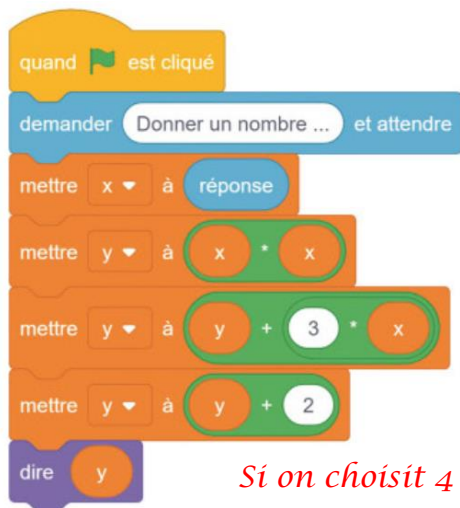 quand est cliqué
demander Donner un nombre ... et attendre
mettre x à réponse
mettre y à x * x
mettre y à y + 3 * x
mettre y à y + 2
dire y
Si on choisit 4